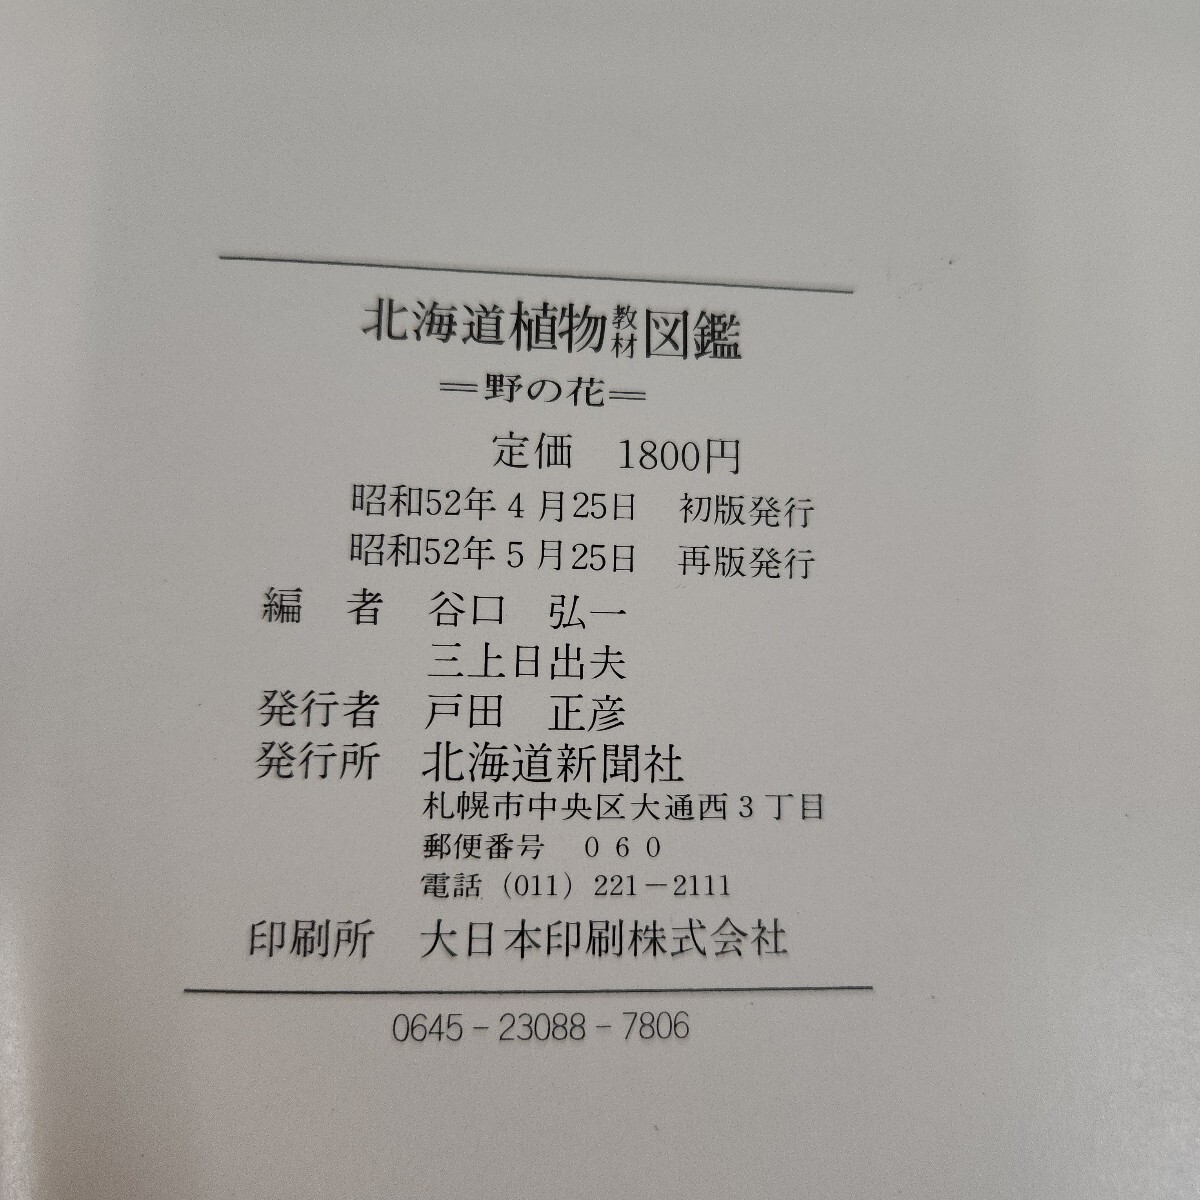 北海道植物教材図鑑
＝野の花＝
定価　1800円
昭和52年4月25日　初版発行
昭和52年5月25日　再版発行
編　者　谷口　弘一
三上日出夫
発行者　戸田　正彦
発行所　北海道新聞社
札幌市中央区大通西3丁目
郵便番号　060
電話（011）221－2111
印刷所　大日本印刷株式会社
0645－23088－7806